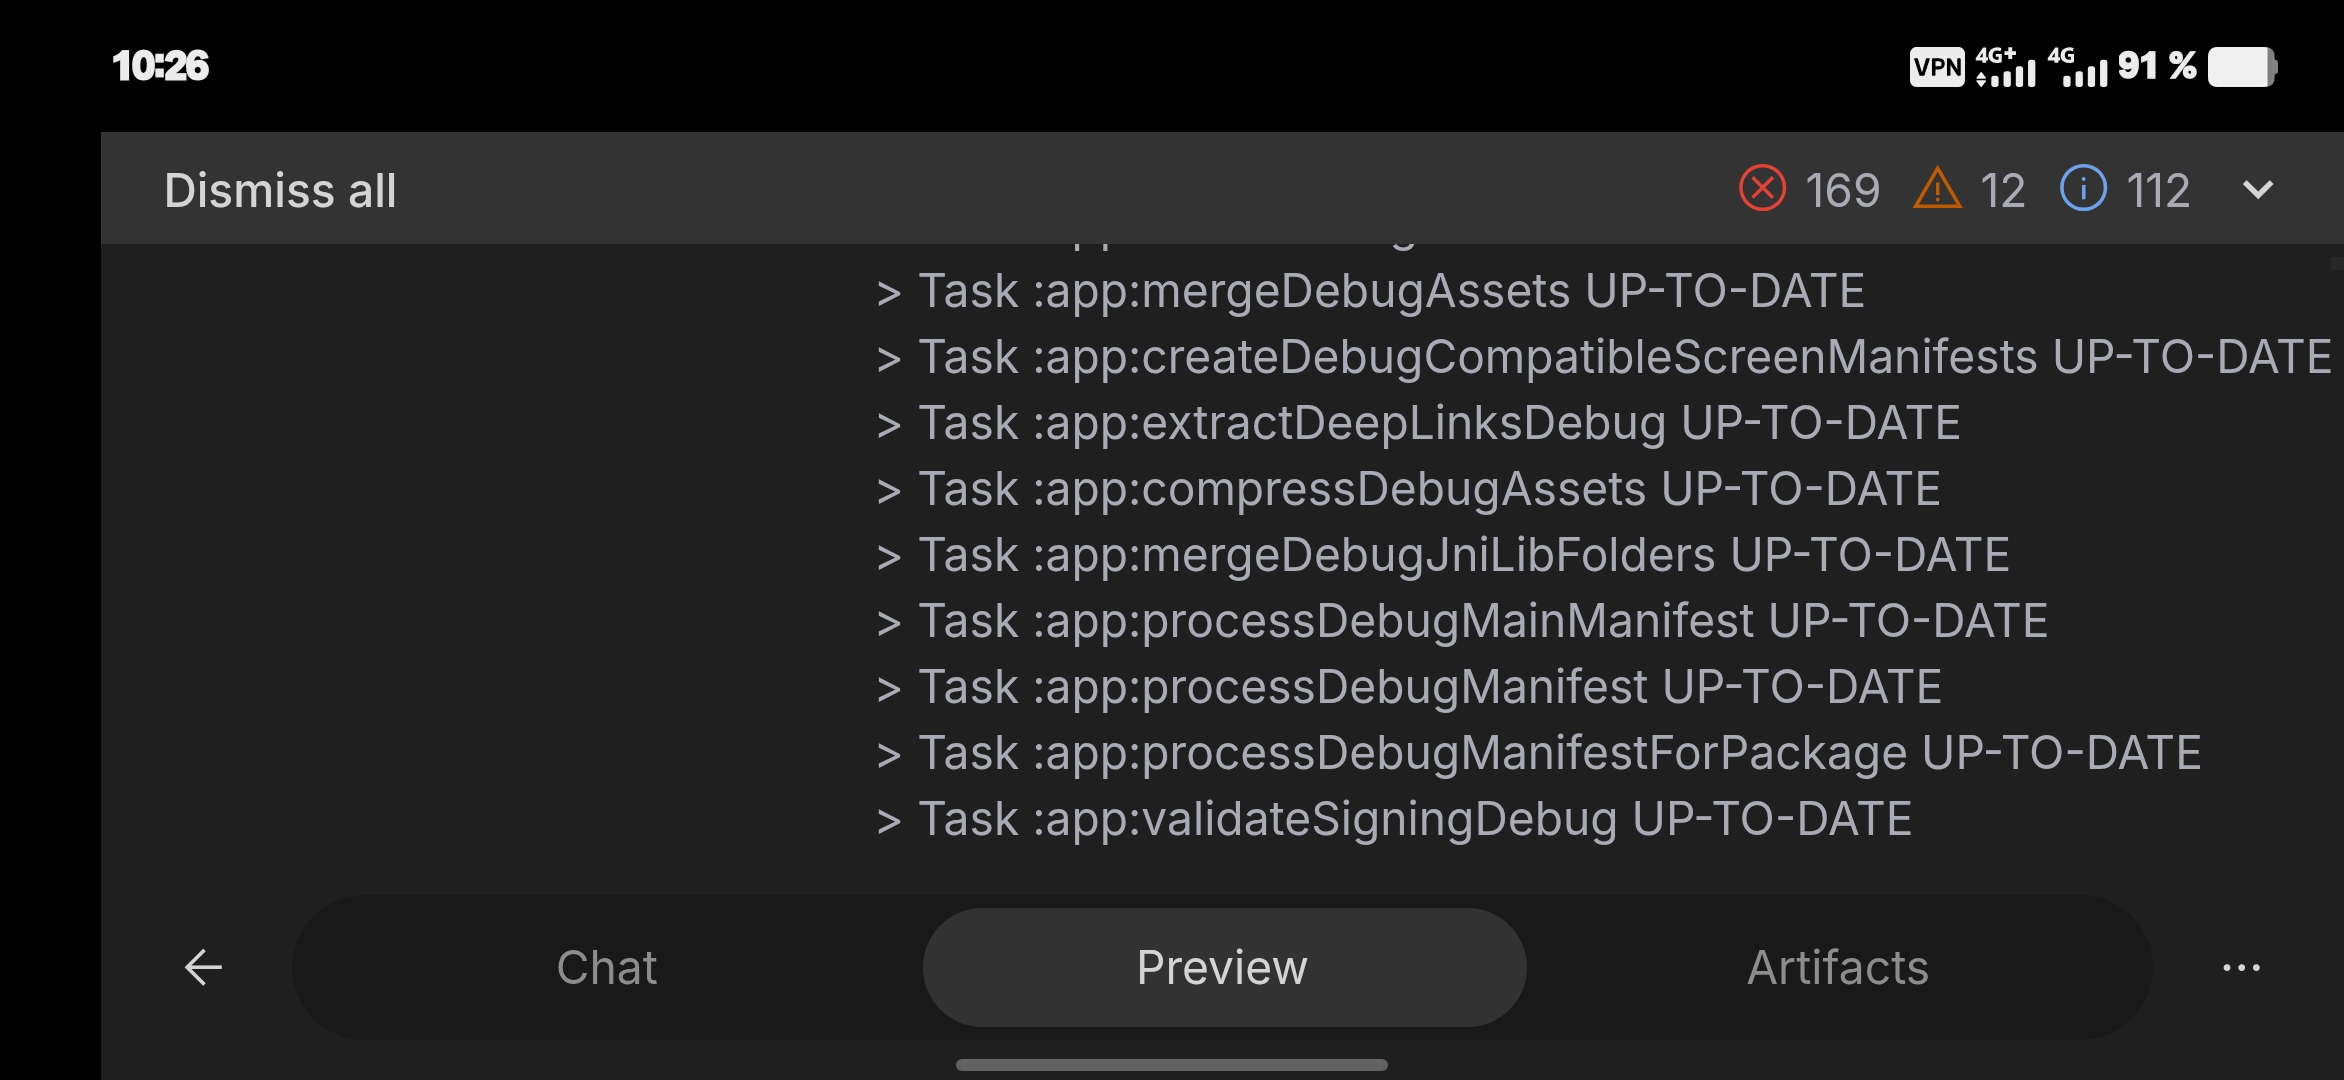 10:26
VPN 4G+ 4G 91 %
Dismiss all 169 12 112
> Task :app:mergeDebugAssets UP-TO-DATE
> Task :app:createDebugCompatibleScreenManifests UP-TO-DATE
> Task :app:extractDeepLinksDebug UP-TO-DATE
> Task :app:compressDebugAssets UP-TO-DATE
> Task :app:mergeDebugJniLibFolders UP-TO-DATE
> Task :app:processDebugMainManifest UP-TO-DATE
> Task :app:processDebugManifest UP-TO-DATE
> Task :app:processDebugManifestForPackage UP-TO-DATE
> Task :app:validateSigningDebug UP-TO-DATE
Chat Preview Artifacts